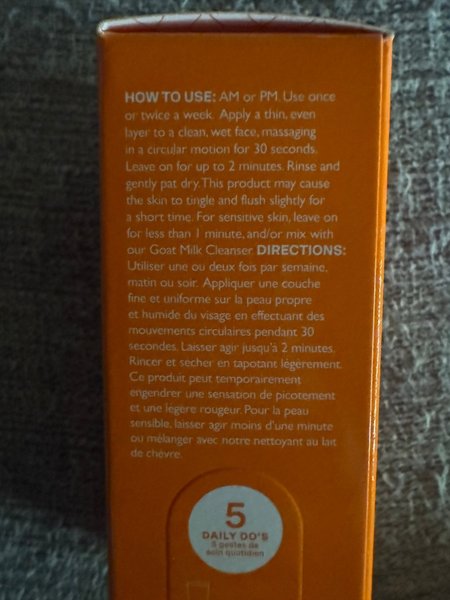 HOW TO USE: AM or PM. Use once
or twice a week. Apply a thin, even
layer to a clean, wet face, massaging
in a circular motion for 30 seconds.
Leave on for up to 2 minutes. Rinse and
gently pat dry. This product may cause
the skin to tingle and flush slightly for
a short time. For sensitive skin, leave on
for less than 1 minute, and/or mix with
our Goat Milk Cleanser DIRECTIONS:
Utiliser une ou deux fois par semaine,
matin ou soir. Appliquer une couche
fine et uniforme sur la peau propre
et humide du visage en effectuant des
mouvements circulaires pendant 30
secondes. Laisser agir jusqu'à 2 minutes.
Rincer et sécher en tapotant légèrement.
Ce produit peut temporairement
engendrer une sensation de picotement
et une légère rougeur. Pour la peau
sensible, laisser agir moins d'une minute
ou mélanger avec notre nettoyant au lait
de chèvre.
5
DAILY DO'S
5 gestes de
soin quotidien